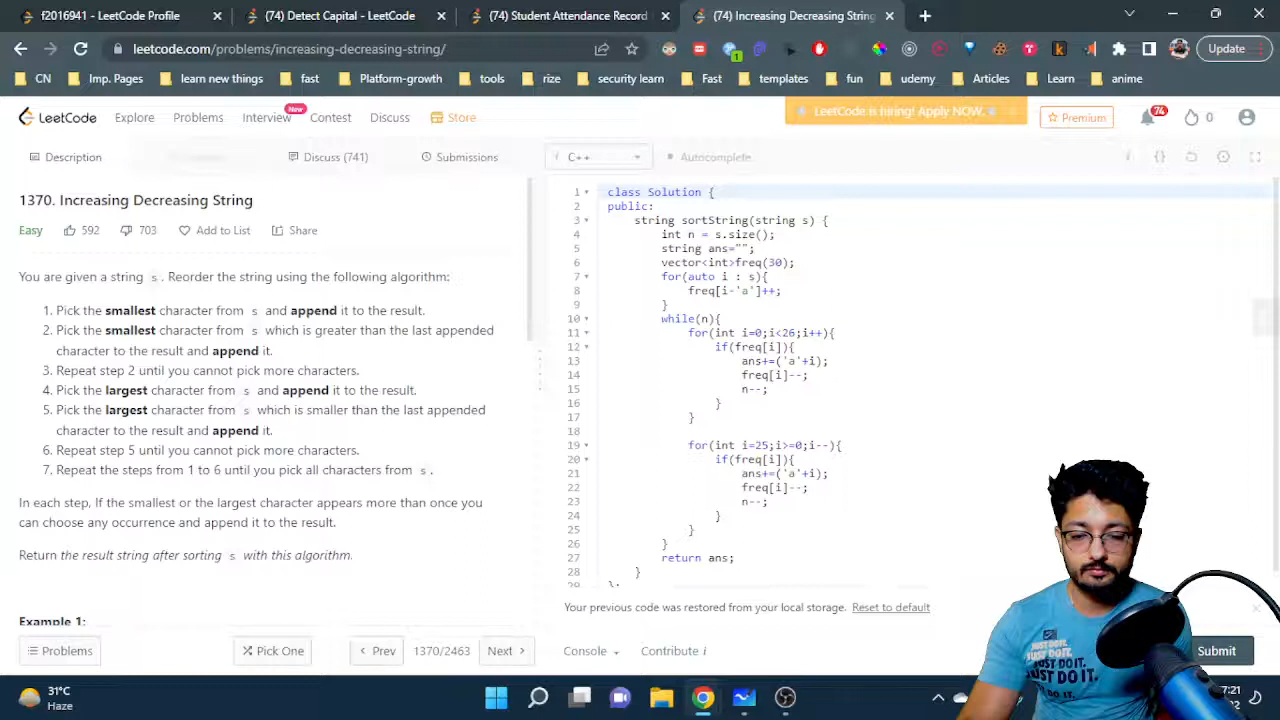 f2016941 - LeetCode Profile
(74) Detect Capital - LeetCode
(74) Student Attendance Record
(74) Increasing Decreasing String
leetcode.com/problems/increasing-decreasing-string/
1
Update
CN
Imp. Pages
learn new things
fast
Platform-growth
tools
rize
security learn
Fast
templates
fun
udemy
Articles
Learn
anime
LeetCode
Explore
Problems
Interview
New
Contest
Discuss
Store
LeetCode is hiring! Apply NOW.
Premium
74
0
Description
Discuss (741)
Submissions
C++
Autocomplete
i
{}
1370. Increasing Decreasing String
Easy
592
703
Add to List
Share
You are given a string s. Reorder the string using the following algorithm:
1. Pick the smallest character from s and append it to the result.
2. Pick the smallest character from s which is greater than the last appended
character to the result and append it.
3. Repeat step 2 until you cannot pick more characters.
4. Pick the largest character from s and append it to the result.
5. Pick the largest character from s which is smaller than the last appended
character to the result and append it.
6. Repeat step 5 until you cannot pick more characters.
7. Repeat the steps from 1 to 6 until you pick all characters from s.
In each step, If the smallest or the largest character appears more than once you
can choose any occurrence and append it to the result.
Return the result string after sorting s with this algorithm.
Example 1:
1 class Solution {
2 public:
3 string sortString(string s) {
4 int n = s.size();
5 string ans="";
6 vector<int>freq(30);
7 for(auto i : s){
8 freq[i-'a']++;
9 }
10 while(n){
11 for(int i=0;i<26;i++){
12 if(freq[i]){
13 ans+=('a'+i);
14 freq[i]--;
15 n--;
16 }
17 }
18
19 for(int i=25;i>=0;i--){
20 if(freq[i]){
21 ans+=('a'+i);
22 freq[i]--;
23 n--;
24 }
25 }
26 }
27 return ans;
28 }
29 };
Your previous code was restored from your local storage. Reset to default
Problems
Pick One
Prev
1370/2463
Next
Console
Contribute i
Submit
JUST DO IT.
JUST DO IT.
JUST DO IT.
DO IT.
31°C
Haze